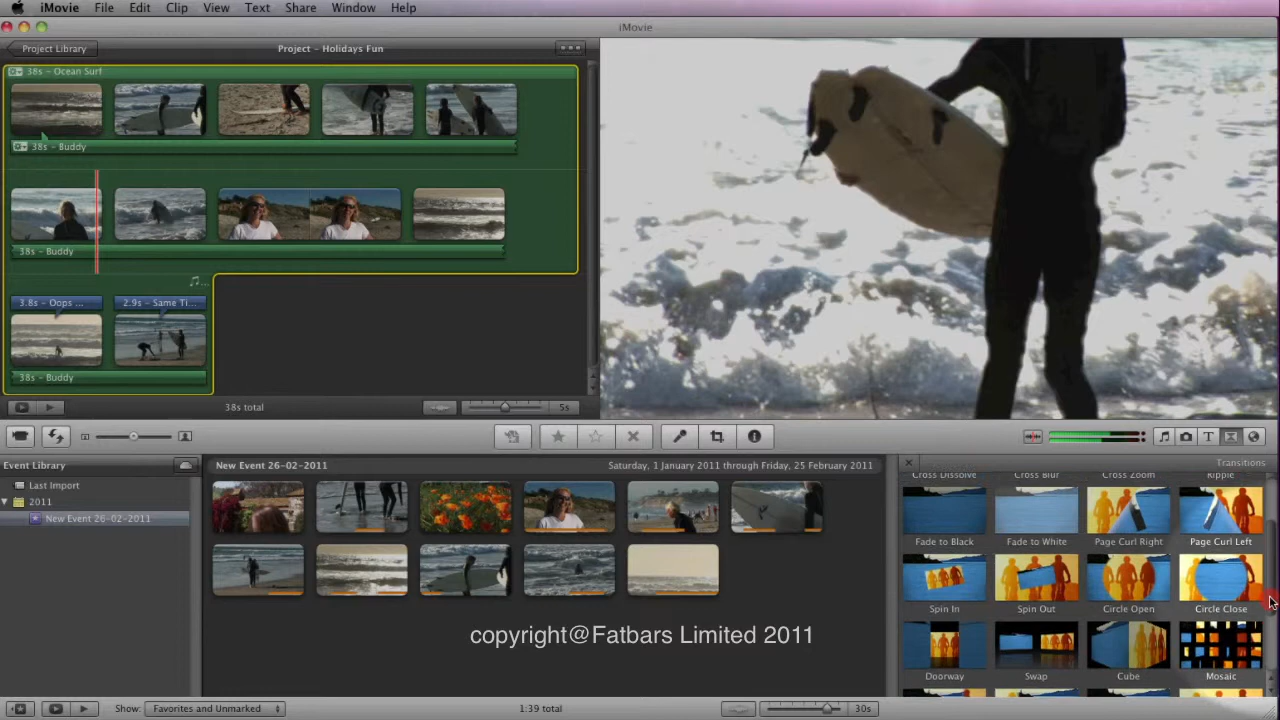 iMovie File Edit Clip View Text Share Window Help
iMovie
Project Library
Project - Holidays Fun
38s - Ocean Surf
38s - Buddy
38s - Buddy
3.8s - Oops ...
2.9s - Same Ti...
38s - Buddy
38s total
5s
Event Library
Last Import
2011
New Event 26-02-2011
New Event 26-02-2011
Saturday, 1 January 2011 through Friday, 25 February 2011
Transitions
Cross Dissolve Cross Blur Cross Zoom Ripple
Fade to Black Fade to White Page Curl Right Page Curl Left
Spin In Spin Out Circle Open Circle Close
Doorway Swap Cube Mosaic
copyright@Fatbars Limited 2011
Show: Favorites and Unmarked
1:39 total
30s